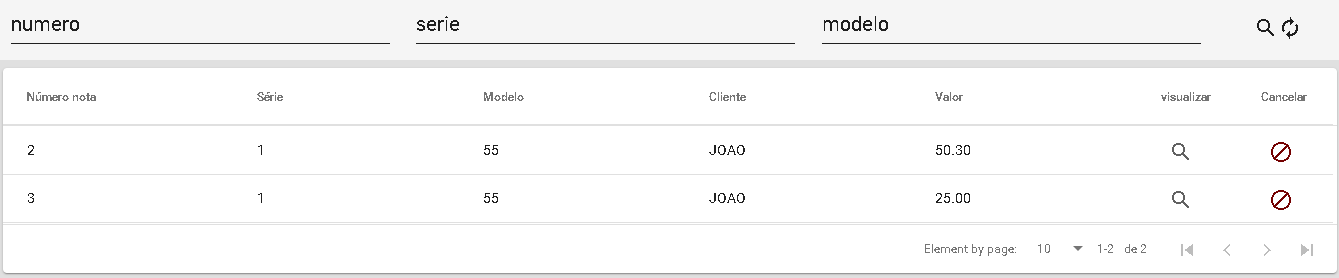 numero serie modelo
Número nota Série Modelo Cliente Valor visualizar Cancelar
2 1 55 JOAO 50.30
3 1 55 JOAO 25.00
Element by page: 10 1-2 de 2